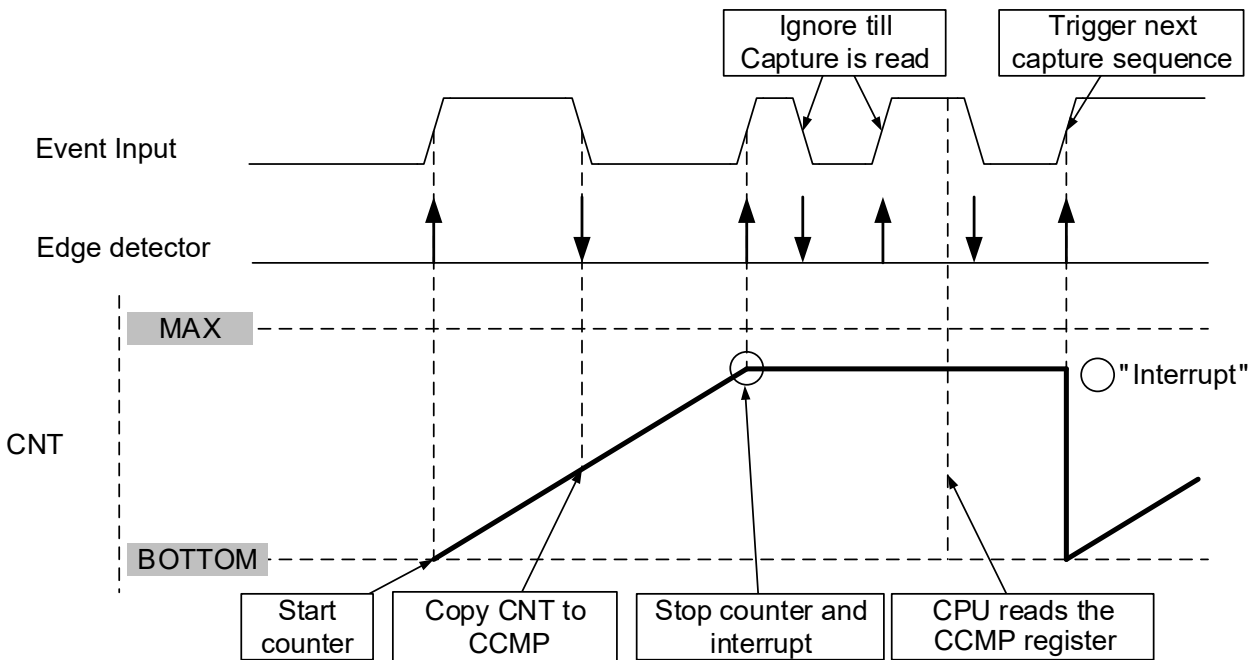 Ignore till
Capture is read
Trigger next
capture sequence
Event Input
Edge detector
MAX
"Interrupt"
CNT
BOTTOM
Start
counter
Copy CNT to
CCMP
Stop counter and
interrupt
CPU reads the
CCMP register